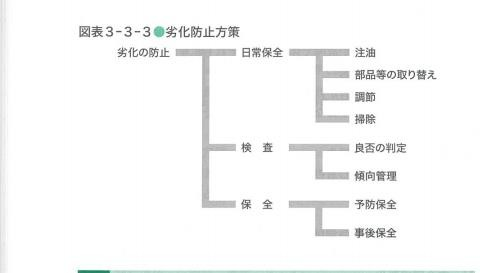 図表3-3-3●劣化防止方策
劣化の防止 日常保全 注油
部品等の取り替え
調節
掃除
検　査 良否の判定
傾向管理
保　全 予防保全
事後保全